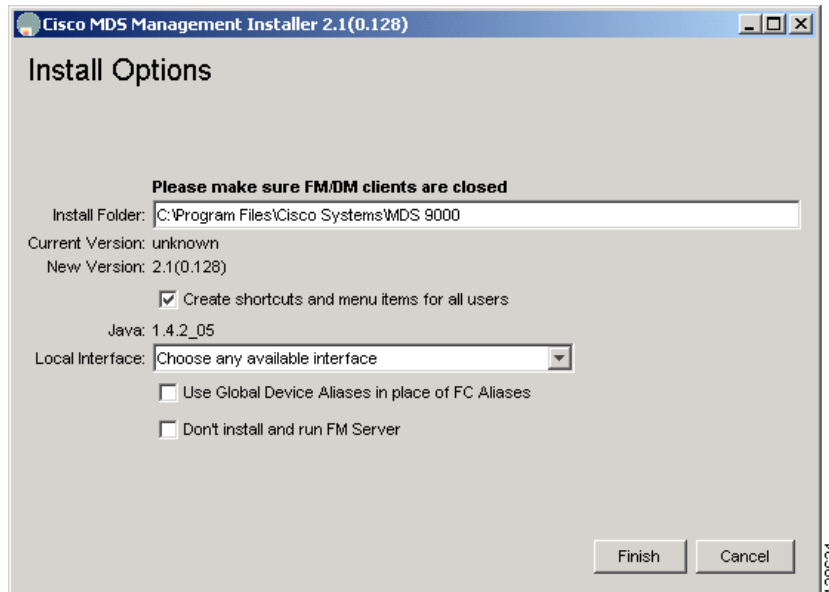 Cisco MDS Management Installer 2.1(0.128)
Install Options
Please make sure FM/DM clients are closed
Install Folder: C:\Program Files\Cisco Systems\MDS 9000
Current Version: unknown
New Version: 2.1(0.128)
Create shortcuts and menu items for all users
Java: 1.4.2_05
Local Interface: Choose any available interface
Use Global Device Aliases in place of FC Aliases
Don't install and run FM Server
Finish Cancel